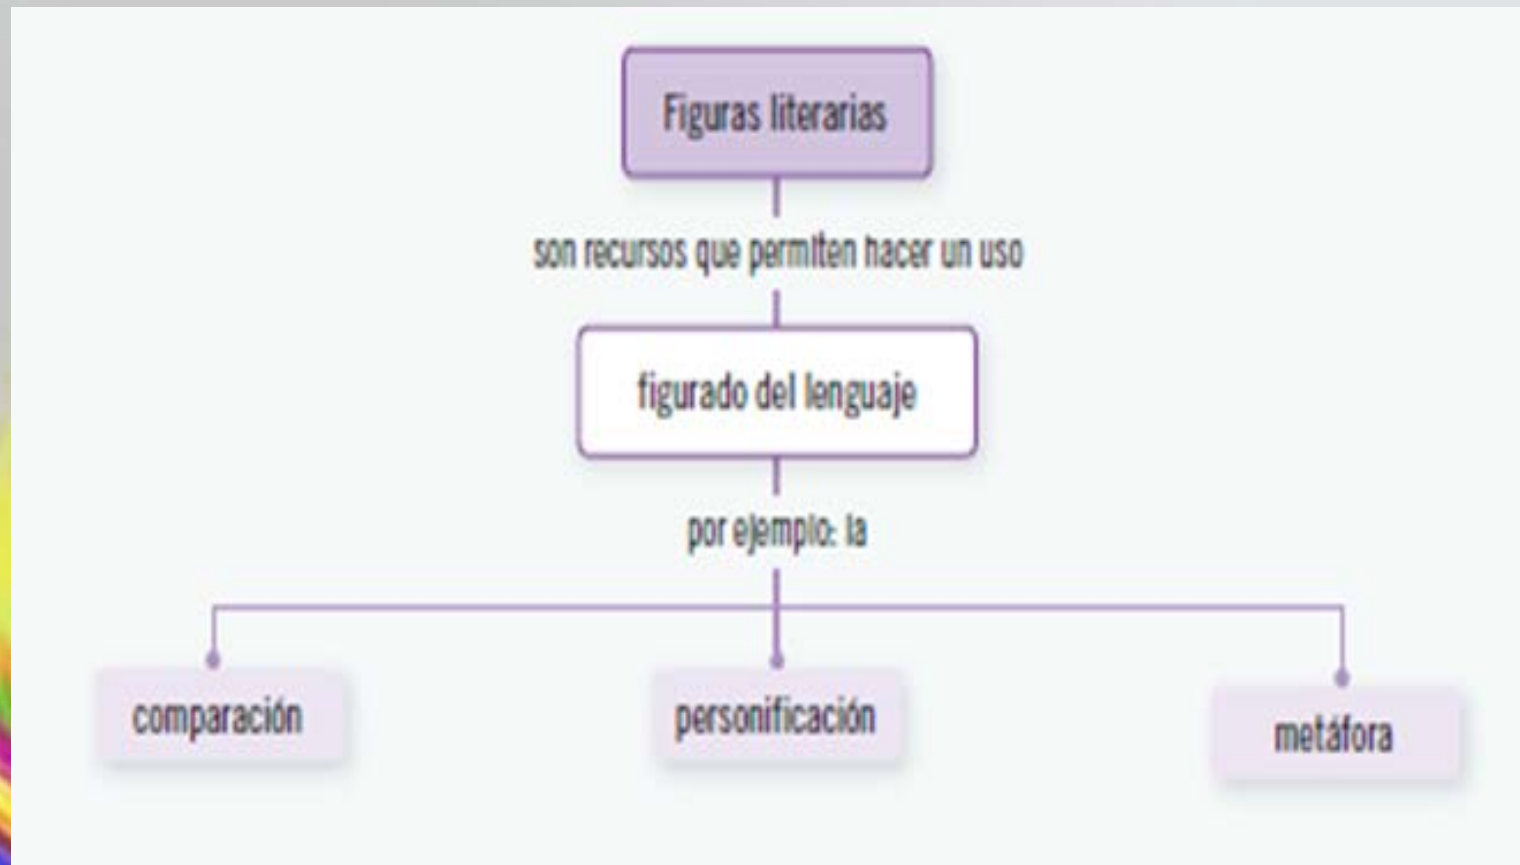 Figuras literarias
son recursos que permiten hacer un uso
figurado del lenguaje
por ejemplo: la
comparación
personificación
metáfora